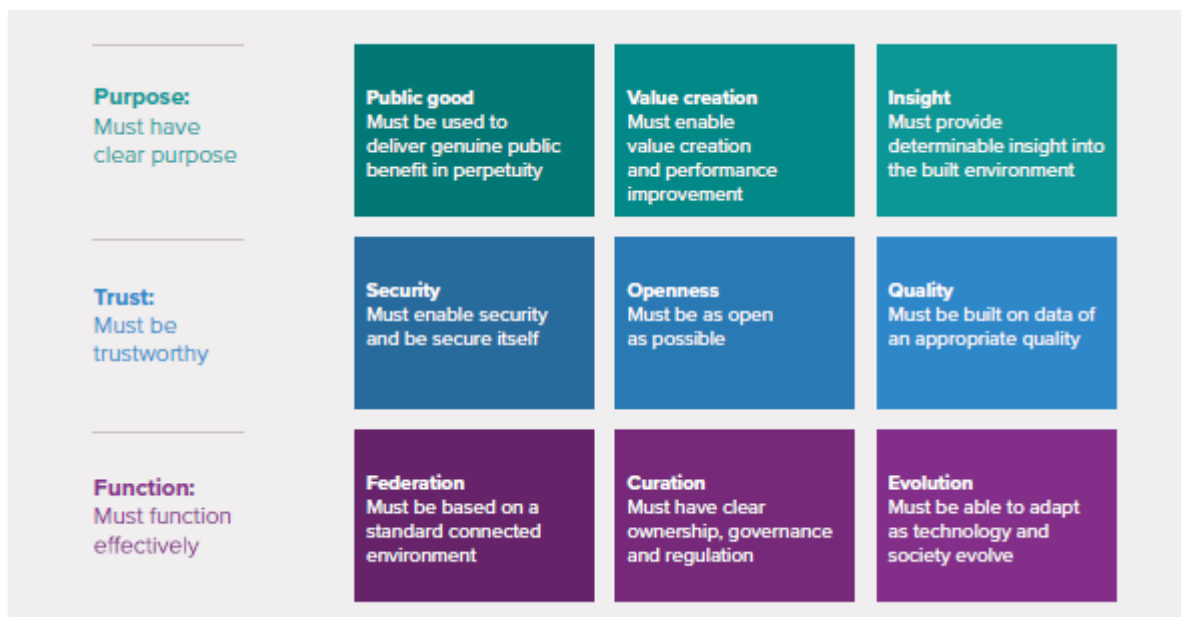 Purpose:
Must have
clear purpose
Public good
Must be used to
deliver genuine public
benefit in perpetuity
Value creation
Must enable
value creation
and performance
improvement
Insight
Must provide
determinable insight into
the built environment
Trust:
Must be
trustworthy
Security
Must enable security
and be secure itself
Openness
Must be as open
as possible
Quality
Must be built on data of
an appropriate quality
Function:
Must function
effectively
Federation
Must be based on a
standard connected
environment
Curation
Must have clear
ownership, governance
and regulation
Evolution
Must be able to adapt
as technology and
society evolve